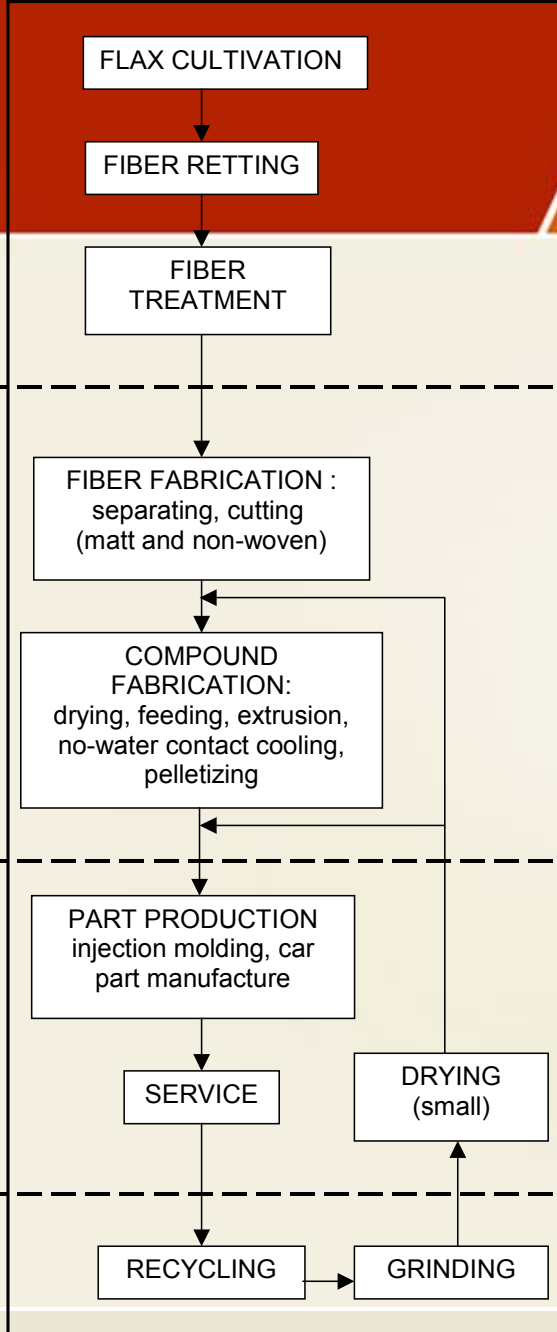 FLAX CULTIVATION
FIBER RETTING
FIBER
TREATMENT
FIBER FABRICATION :
separating, cutting
(matt and non-woven)
COMPOUND
FABRICATION:
drying, feeding, extrusion,
no-water contact cooling,
pelletizing
PART PRODUCTION
injection molding, car
part manufacture
SERVICE
DRYING
(small)
RECYCLING
GRINDING